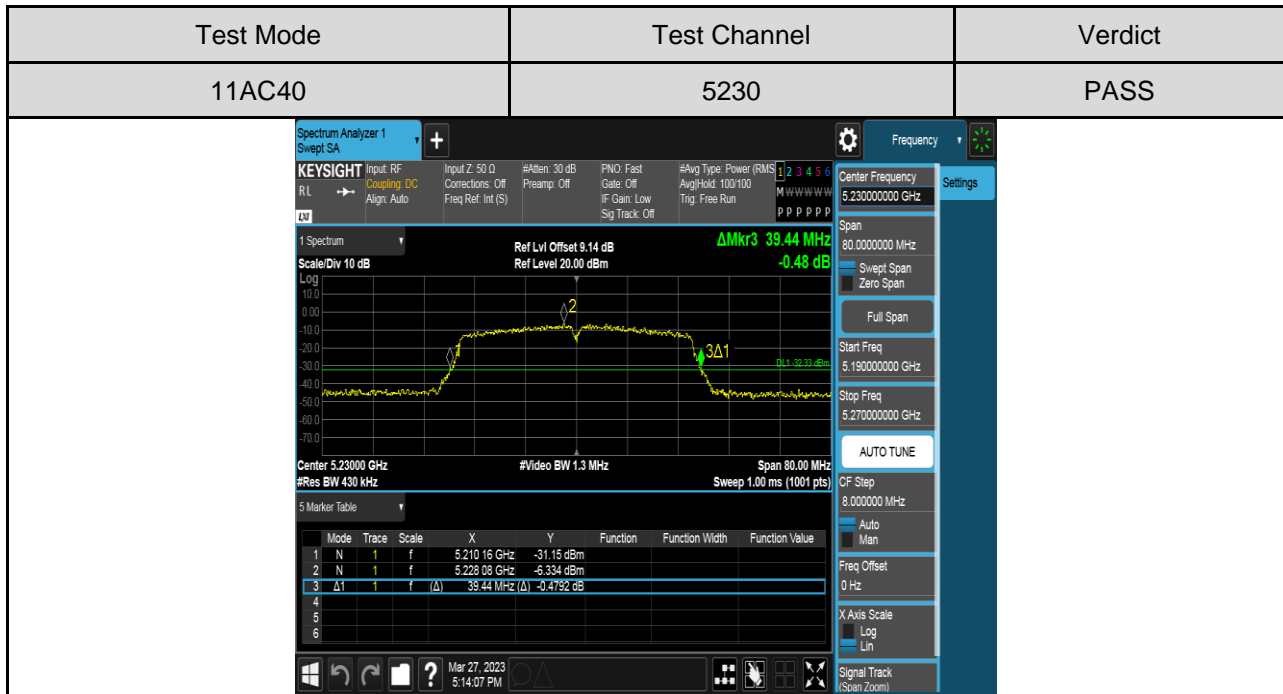 Test Mode Test Channel Verdict
11AC40 5230 PASS
Spectrum Analyzer 1
Swept SA
+
Frequency
KEYSIGHT Input: RF Input Z: 50 Ω #Atten: 30 dB PNO: Fast #Avg Type: Power (RMS 1 2 3 4 5 6
RL Coupling: DC Corrections: Off Preamp: Off Gate: Off Avg|Hold: 100/100 M W W W W W
Align: Auto Freq Ref: Int (S) IF Gain: Low Trig: Free Run
LXI Sig Track: Off P P P P P P
Center Frequency
5.230000000 GHz
Settings
Span
80.0000000 MHz
Swept Span
Zero Span
Full Span
Start Freq
5.190000000 GHz
Stop Freq
5.270000000 GHz
AUTO TUNE
CF Step
8.000000 MHz
Auto
Man
Freq Offset
0 Hz
X Axis Scale
Log
Lin
Signal Track
(Span Zoom)
1 Spectrum Ref Lvl Offset 9.14 dB ΔMkr3 39.44 MHz
Scale/Div 10 dB Ref Level 20.00 dBm -0.48 dB
Log
10.0
0.00
-10.0
-20.0
-30.0
-40.0
-50.0
-60.0
-70.0
2
3Δ1
DL1 -32.33 dBm
Center 5.23000 GHz #Video BW 1.3 MHz Span 80.00 MHz
#Res BW 430 kHz Sweep 1.00 ms (1001 pts)
5 Marker Table
Mode Trace Scale X Y Function Function Width Function Value
1 N 1 f 5.210 16 GHz -31.15 dBm
2 N 1 f 5.228 08 GHz -6.334 dBm
3 Δ1 1 f (Δ) 39.44 MHz (Δ) -0.4792 dB
4
5
6
? Mar 27, 2023
5:14:07 PM